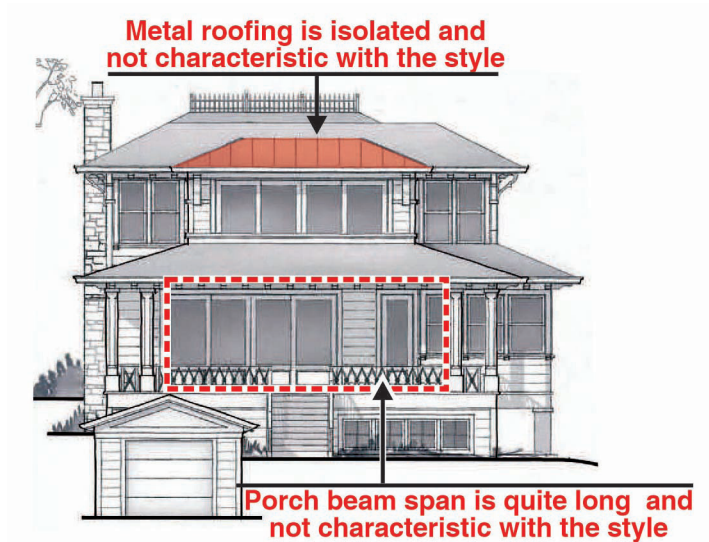 Metal roofing is isolated and
not characteristic with the style
Porch beam span is quite long and
not characteristic with the style